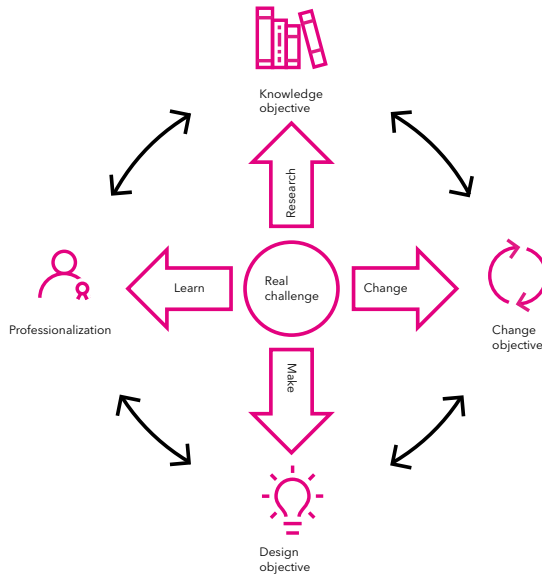 Knowledge
objective
Research
Learn
Real
challenge
Change
Professionalization
Change
objective
Make
Design
objective